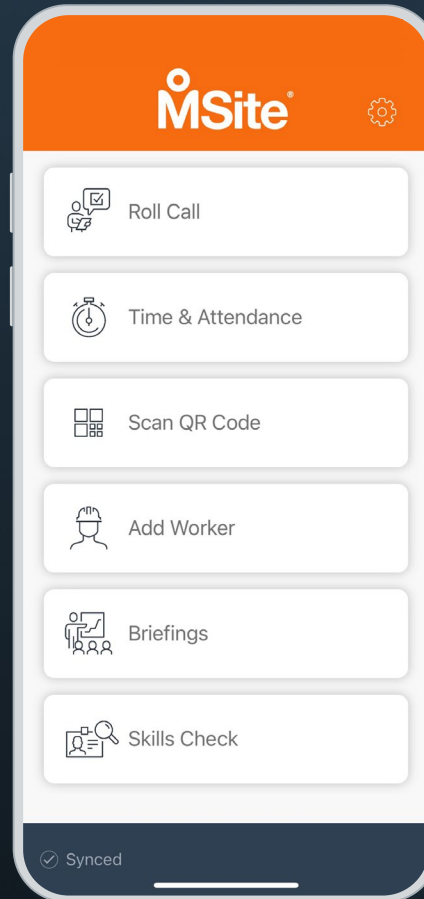 MSite®
Roll Call
Time & Attendance
Scan QR Code
Add Worker
Briefings
Skills Check
Synced